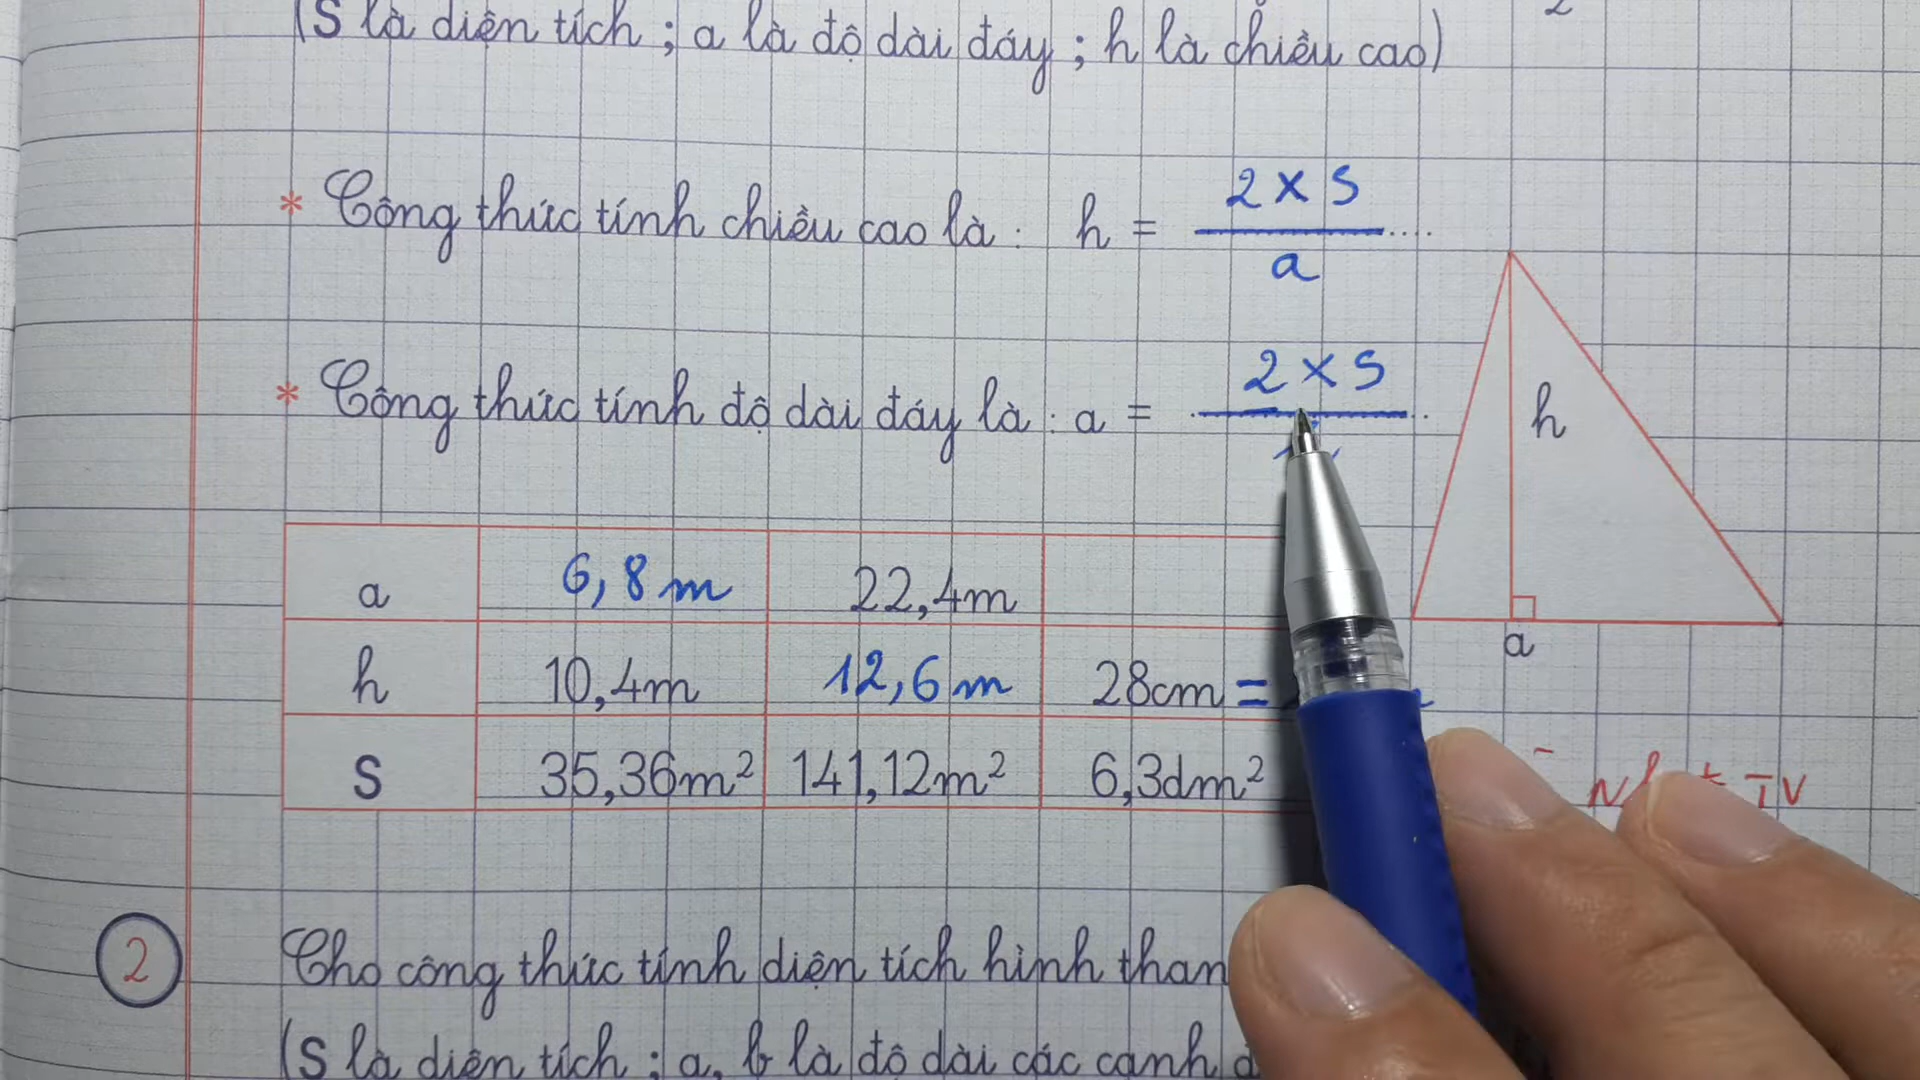 (S là diện tích ; a là độ dài đáy ; h là chiều cao)
2
* Công thức tính chiều cao là : h = 2 × S / a ....
* Công thức tính độ dài đáy là : a = 2 × S
h
a
a 6,8 m 22,4m
h 10,4m 12,6 m 28cm =
S 35,36m² 141,12m² 6,3dm²
IV
2 Cho công thức tính diện tích hình
(S là diện tích ; a, b là độ dài các cạnh